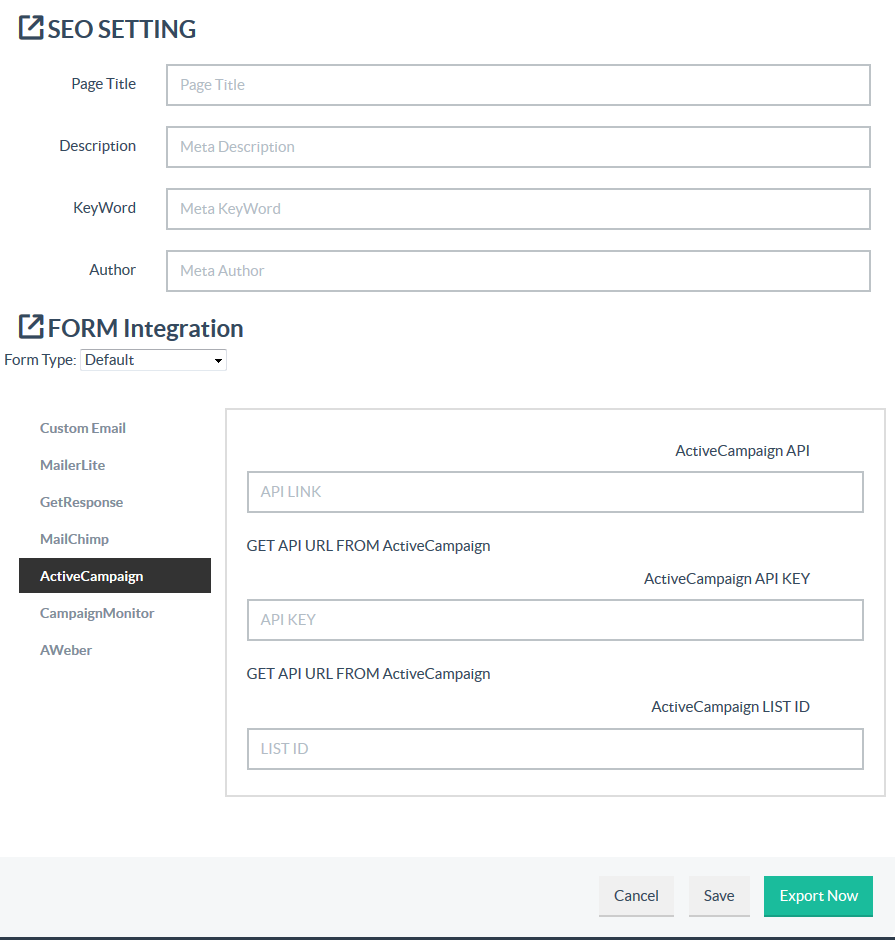 SEO SETTING
Page Title Page Title
Description Meta Description
KeyWord Meta KeyWord
Author Meta Author
FORM Integration
Form Type: Default
Custom Email
MailerLite
GetResponse
MailChimp
ActiveCampaign
CampaignMonitor
AWeber
ActiveCampaign API
API LINK
GET API URL FROM ActiveCampaign
ActiveCampaign API KEY
API KEY
GET API URL FROM ActiveCampaign
ActiveCampaign LIST ID
LIST ID
Cancel Save Export Now